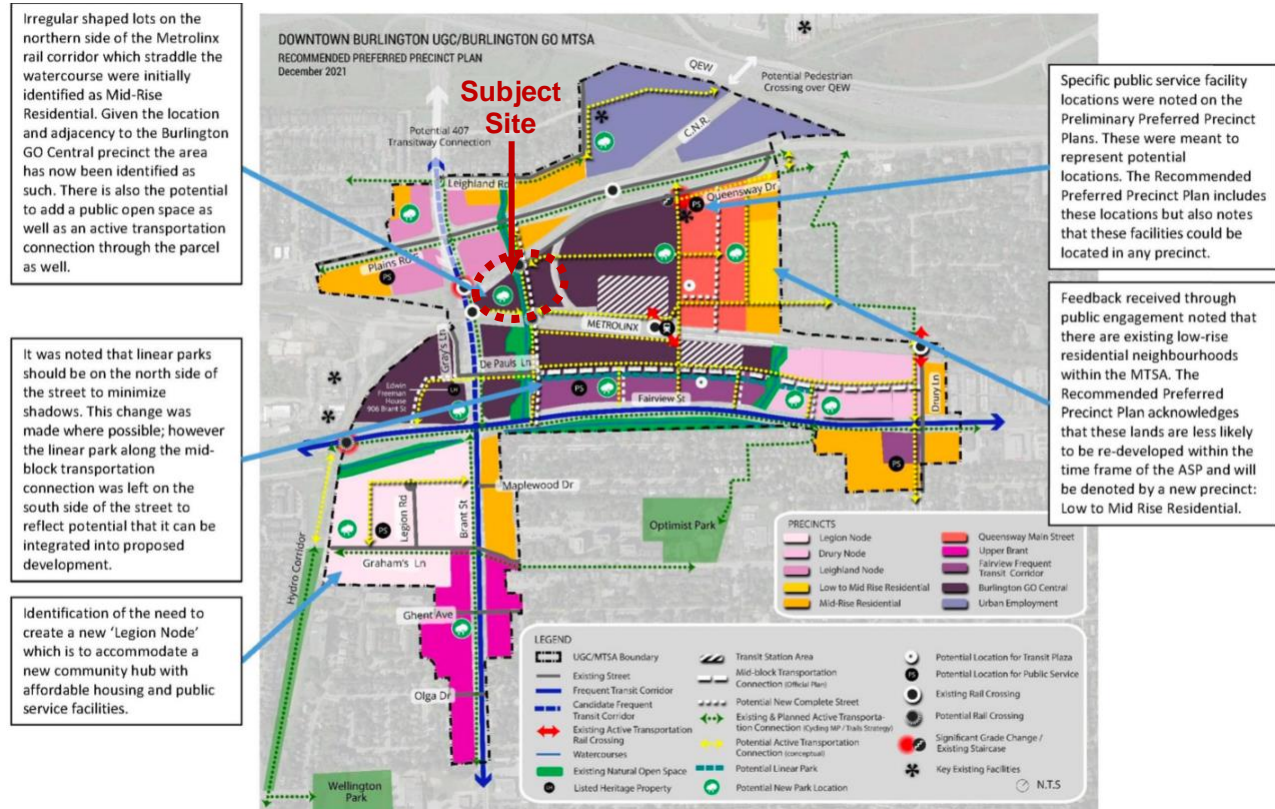 Irregular shaped lots on the
northern side of the Metrolinx
rail corridor which straddle the
watercourse were initially
identified as Mid-Rise
Residential. Given the location
and adjacency to the Burlington
GO Central precinct the area
has now been identified as
such. There is also the potential
to add a public open space as
well as an active transportation
connection through the parcel
as well.
It was noted that linear parks
should be on the north side of
the street to minimize
shadows. This change was
made where possible; however
the linear park along the mid-
block transportation
connection was left on the
south side of the street to
reflect potential that it can be
integrated into proposed
development.
Identification of the need to
create a new ‘Legion Node’
which is to accommodate a
new community hub with
affordable housing and public
service facilities.
DOWNTOWN BURLINGTON UGC/BURLINGTON GO MTSA
RECOMMENDED PREFERRED PRECINCT PLAN
December 2021
Subject
Site
QEW
Potential Pedestrian
Crossing over QEW
C.N.R.
Potential 407
Transitway Connection
Leighland Rd
Queensway Dr
PS
Plains Rd
PS
METROLINX
Gray's Ln
De Pauls Ln
Edwin
Freeman
House
906 Brant St
LH
PS
Fairview St
Drury Ln
PS
Maplewood Dr
Legion Rd
Brant St
PS
Optimist Park
Graham's Ln
Hydro Corridor
Ghent Ave
Olga Dr
Wellington
Park
PRECINCTS
Legion Node
Drury Node
Leighland Node
Low to Mid Rise Residential
Mid-Rise Residential
Queensway Main Street
Upper Brant
Fairview Frequent
Transit Corridor
Burlington GO Central
Urban Employment
LEGEND
UGC/MTSA Boundary
Existing Street
Frequent Transit Corridor
Candidate Frequent
Transit Corridor
Existing Active Transportation
Rail Crossing
Watercourses
Existing Natural Open Space
LH Listed Heritage Property
Transit Station Area
Mid-block Transportation
Connection (Official Plan)
Potential New Complete Street
Existing & Planned Active Transporta-
tion Connection (Cycling MP / Trails Strategy)
Potential Active Transportation
Connection (conceptual)
Potential Linear Park
Potential New Park Location
Potential Location for Transit Plaza
PS Potential Location for Public Service
Existing Rail Crossing
Potential Rail Crossing
Significant Grade Change /
Existing Staircase
Key Existing Facilities
N.T.S
Specific public service facility
locations were noted on the
Preliminary Preferred Precinct
Plans. These were meant to
represent potential
locations. The Recommended
Preferred Precinct Plan includes
these locations but also notes
that these facilities could be
located in any precinct.
Feedback received through
public engagement noted that
there are existing low-rise
residential neighbourhoods
within the MTSA. The
Recommended Preferred
Precinct Plan acknowledges
that these lands are less likely
to be re-developed within the
time frame of the ASP and will
be denoted by a new precinct:
Low to Mid Rise Residential.